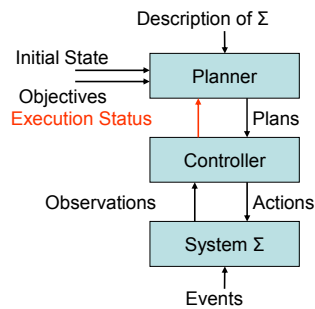 Description of Σ
Initial State
Planner
Objectives
Execution Status
Plans
Controller
Observations
Actions
System Σ
Events